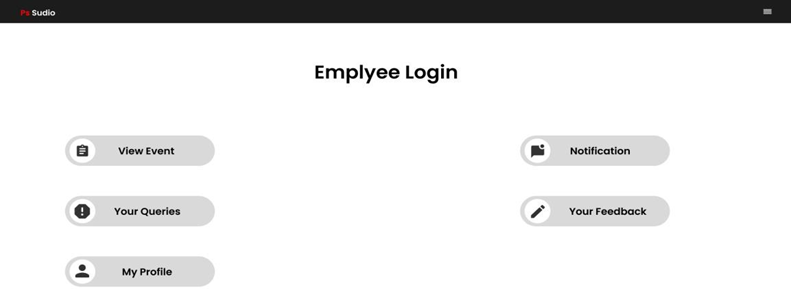 Ps Sudio
Emplyee Login
View Event
Notification
Your Queries
Your Feedback
My Profile